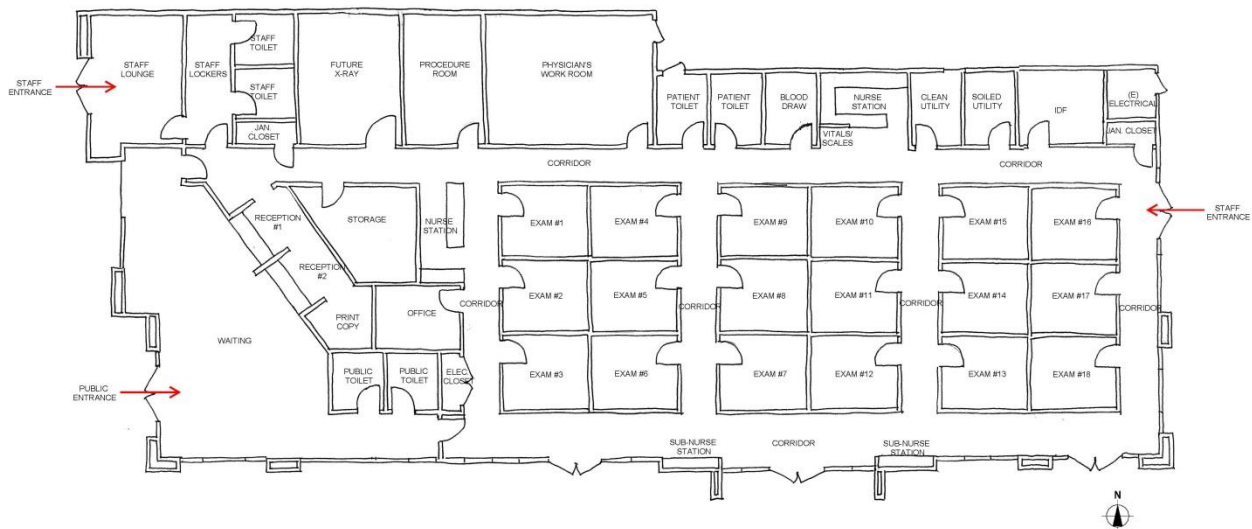 STAFF
ENTRANCE
STAFF
LOUNGE
STAFF
LOCKERS
STAFF
TOILET
STAFF
TOILET
JAN.
CLOSET
FUTURE
X-RAY
PROCEDURE
ROOM
PHYSICIAN'S
WORK ROOM
PATIENT
TOILET
PATIENT
TOILET
BLOOD
DRAW
NURSE
STATION
VITALS/
SCALES
CLEAN
UTILITY
SOILED
UTILITY
IDF
(E)
ELECTRICAL
JAN. CLOSET
CORRIDOR
CORRIDOR
RECEPTION
#1
STORAGE
NURSE
STATION
EXAM #1
EXAM #4
EXAM #9
EXAM #10
EXAM #15
EXAM #16
STAFF
ENTRANCE
RECEPTION
#2
CORRIDOR
EXAM #2
EXAM #5
CORRIDOR
EXAM #8
EXAM #11
CORRIDOR
EXAM #14
EXAM #17
CORRIDOR
WAITING
PRINT
COPY
OFFICE
PUBLIC
ENTRANCE
PUBLIC
TOILET
PUBLIC
TOILET
ELEC.
CLOSET
EXAM #3
EXAM #6
EXAM #7
EXAM #12
EXAM #13
EXAM #18
SUB-NURSE
STATION
CORRIDOR
SUB-NURSE
STATION
N